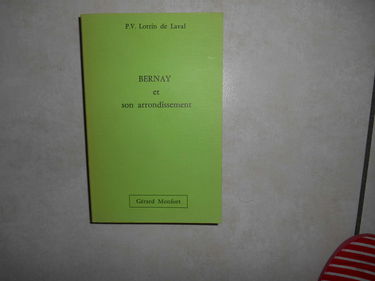 P.V. Lottin de Laval
BERNAY
et
son arrondissement
Gérard Monfort